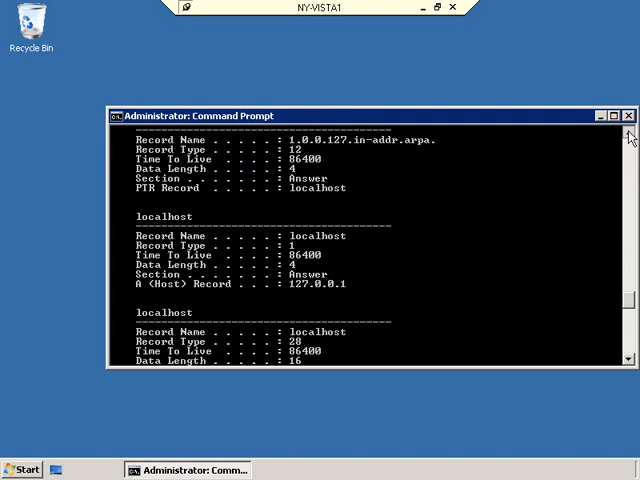 NY-VISTA1
Recycle Bin
Administrator: Command Prompt
----------------------------------------
Record Name . . . . . : 1.0.0.127.in-addr.arpa.
Record Type . . . . . : 12
Time To Live  . . . . : 86400
Data Length . . . . . : 4
Section . . . . . . . : Answer
PTR Record  . . . . . : localhost
localhost
----------------------------------------
Record Name . . . . . : localhost
Record Type . . . . . : 1
Time To Live  . . . . : 86400
Data Length . . . . . : 4
Section . . . . . . . : Answer
A (Host) Record . . . : 127.0.0.1
localhost
----------------------------------------
Record Name . . . . . : localhost
Record Type . . . . . : 28
Time To Live  . . . . : 86400
Data Length . . . . . : 16
Start
Administrator: Comm...